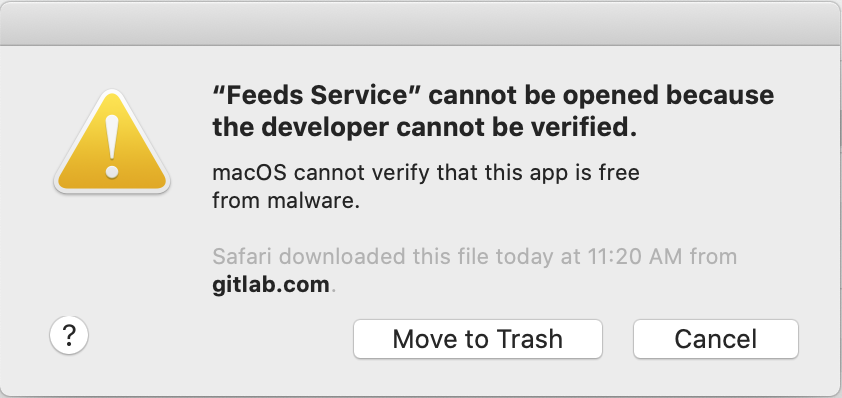 “Feeds Service” cannot be opened because
the developer cannot be verified.
macOS cannot verify that this app is free
from malware.
Safari downloaded this file today at 11:20 AM from
gitlab.com.
?
Move to Trash
Cancel